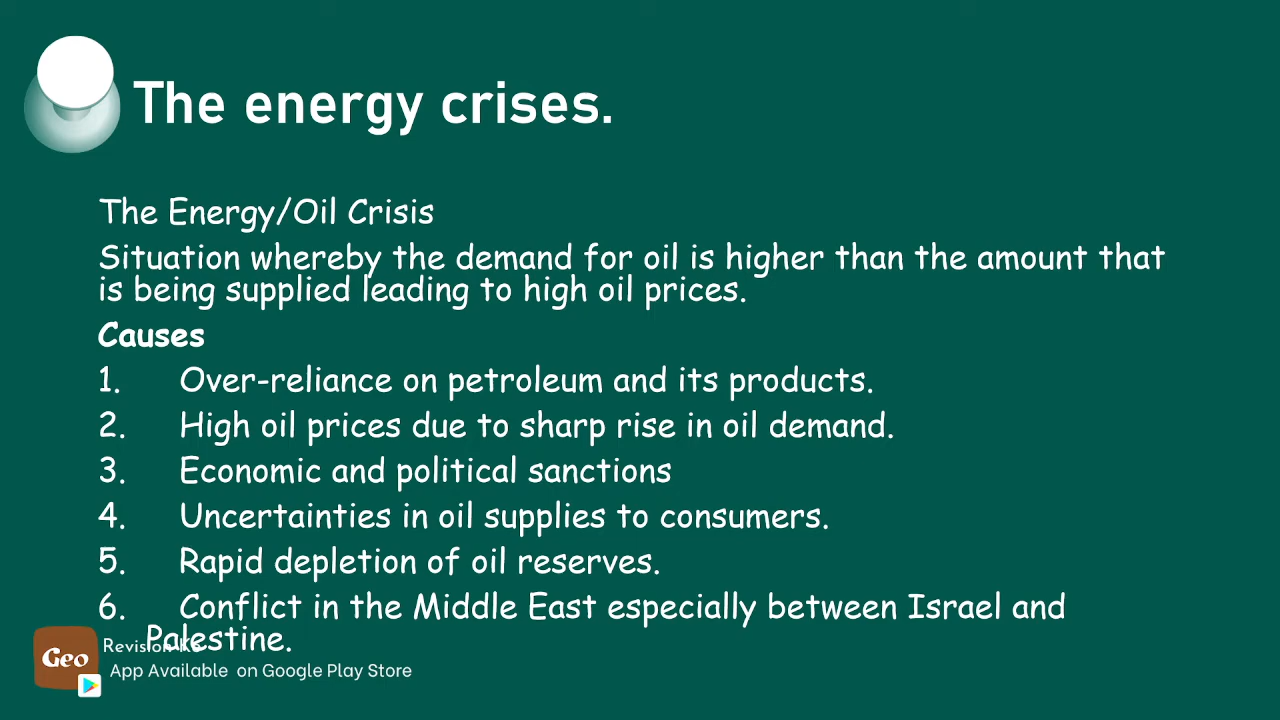 The energy crises.
The Energy/Oil Crisis
Situation whereby the demand for oil is higher than the amount that
is being supplied leading to high oil prices.
Causes
1. Over-reliance on petroleum and its products.
2. High oil prices due to sharp rise in oil demand.
3. Economic and political sanctions
4. Uncertainties in oil supplies to consumers.
5. Rapid depletion of oil reserves.
6. Conflict in the Middle East especially between Israel and
Palestine.
Geo
Revision
App Available on Google Play Store